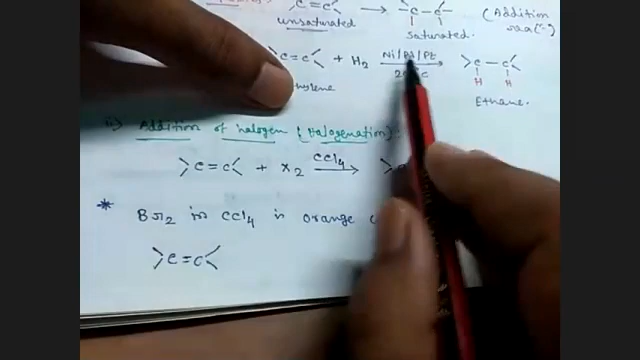 >C=C< → >C–C< (Addition
unsaturated saturated.
>C=C< + H2 Ni/Pd/Pt → >C–C<
H H
Ethane.
ii) Addition of halogen (Halogenation):
>C=C< + X2 CCl4 →
* Br2 in CCl4 is orange
>C=C<